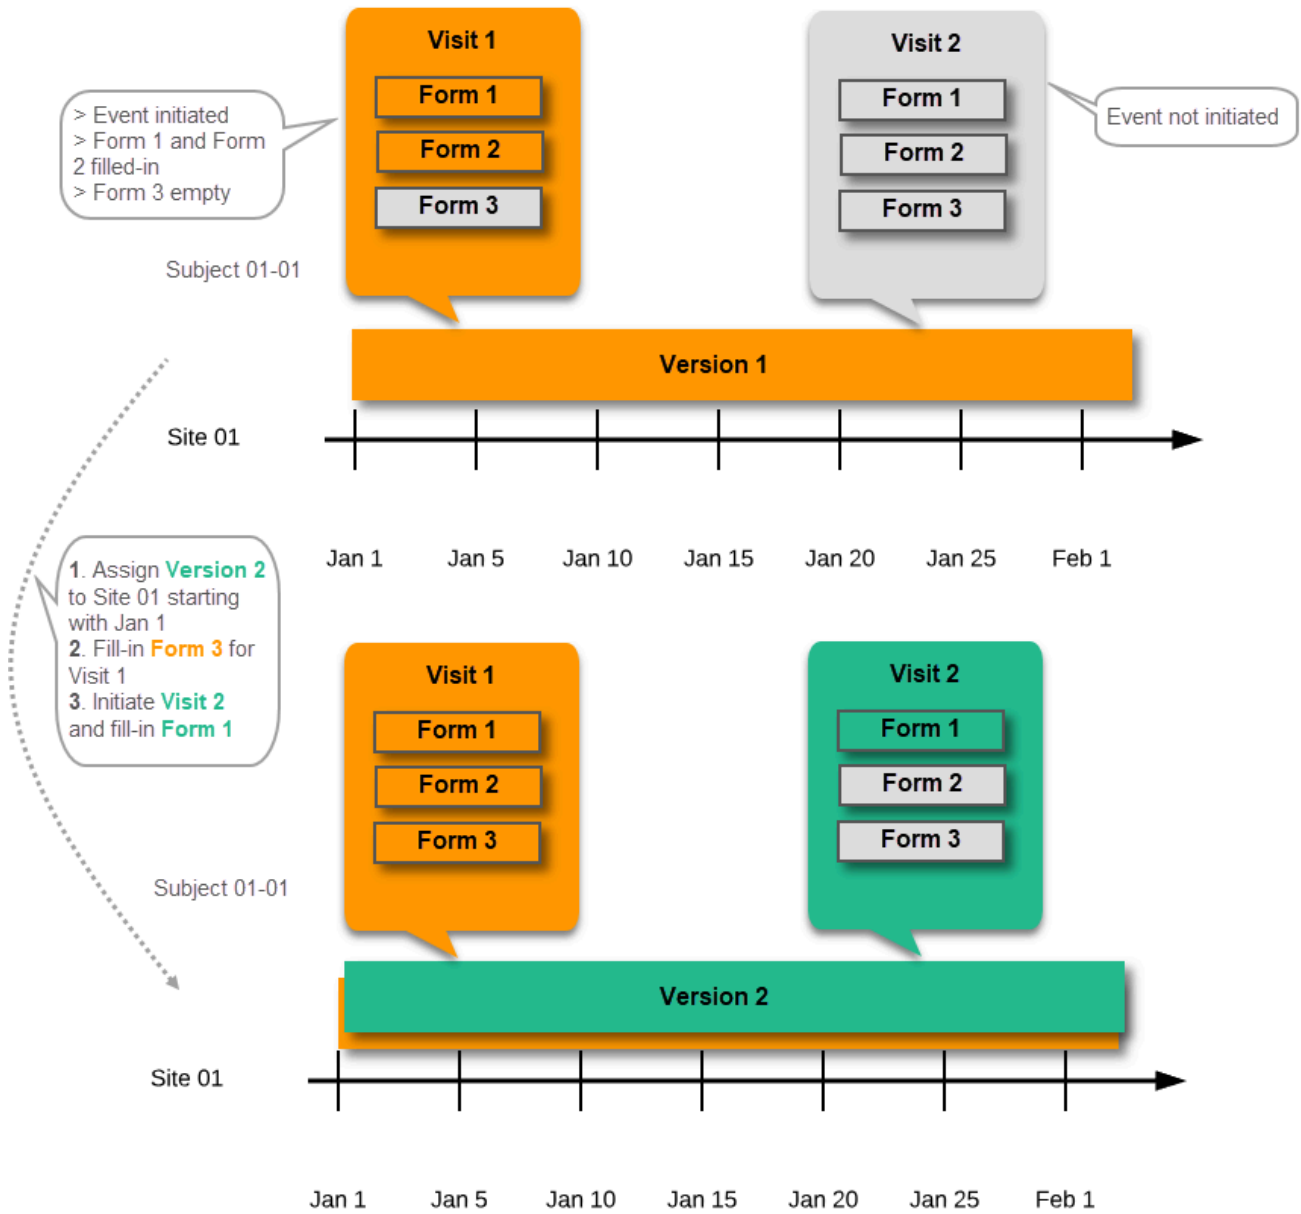 Visit 1
Form 1
Form 2
Form 3
Visit 2
Form 1
Form 2
Form 3
> Event initiated
> Form 1 and Form
2 filled-in
> Form 3 empty
Event not initiated
Subject 01-01
Version 1
Site 01
Jan 1 Jan 5 Jan 10 Jan 15 Jan 20 Jan 25 Feb 1
1. Assign Version 2
to Site 01 starting
with Jan 1
2. Fill-in Form 3 for
Visit 1
3. Initiate Visit 2
and fill-in Form 1
Visit 1
Form 1
Form 2
Form 3
Visit 2
Form 1
Form 2
Form 3
Subject 01-01
Version 2
Site 01
Jan 1 Jan 5 Jan 10 Jan 15 Jan 20 Jan 25 Feb 1